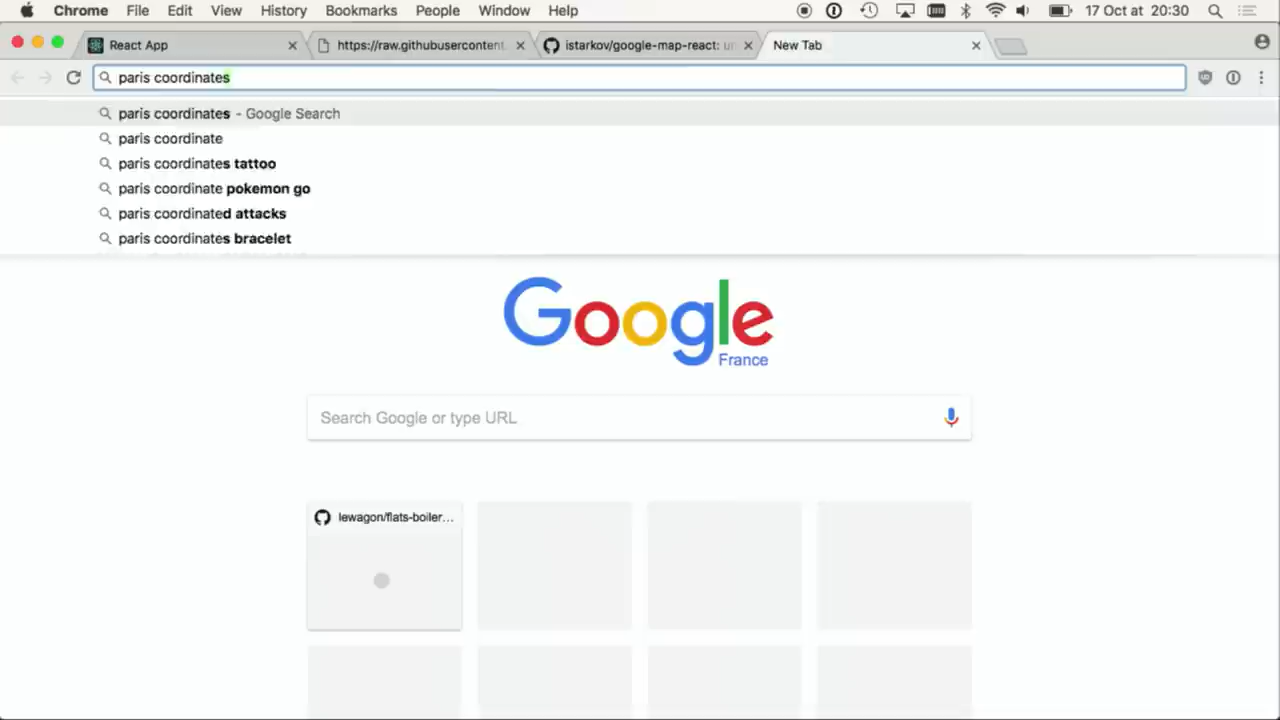 Chrome File Edit View History Bookmarks People Window Help 17 Oct at 20:30
React App https://raw.githubusercontent. istarkov/google-map-react: un New Tab
paris coordinates
paris coordinates - Google Search
paris coordinate
paris coordinates tattoo
paris coordinate pokemon go
paris coordinated attacks
paris coordinates bracelet
Google
France
Search Google or type URL
lewagon/flats-boiler...